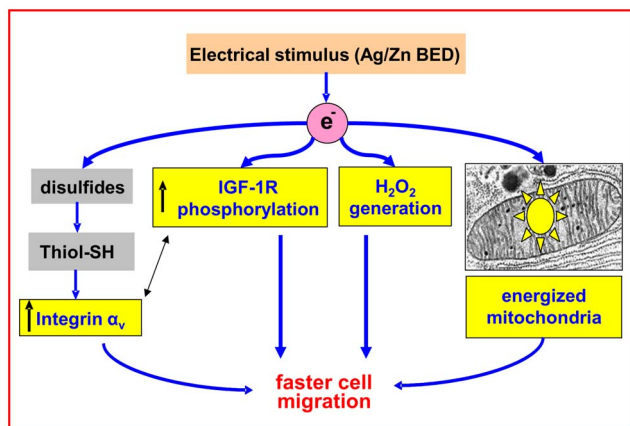 Electrical stimulus (Ag/Zn BED)
e⁻
disulfides
Thiol-SH
Integrin αᵥ
IGF-1R
phosphorylation
H₂O₂
generation
energized
mitochondria
faster cell
migration